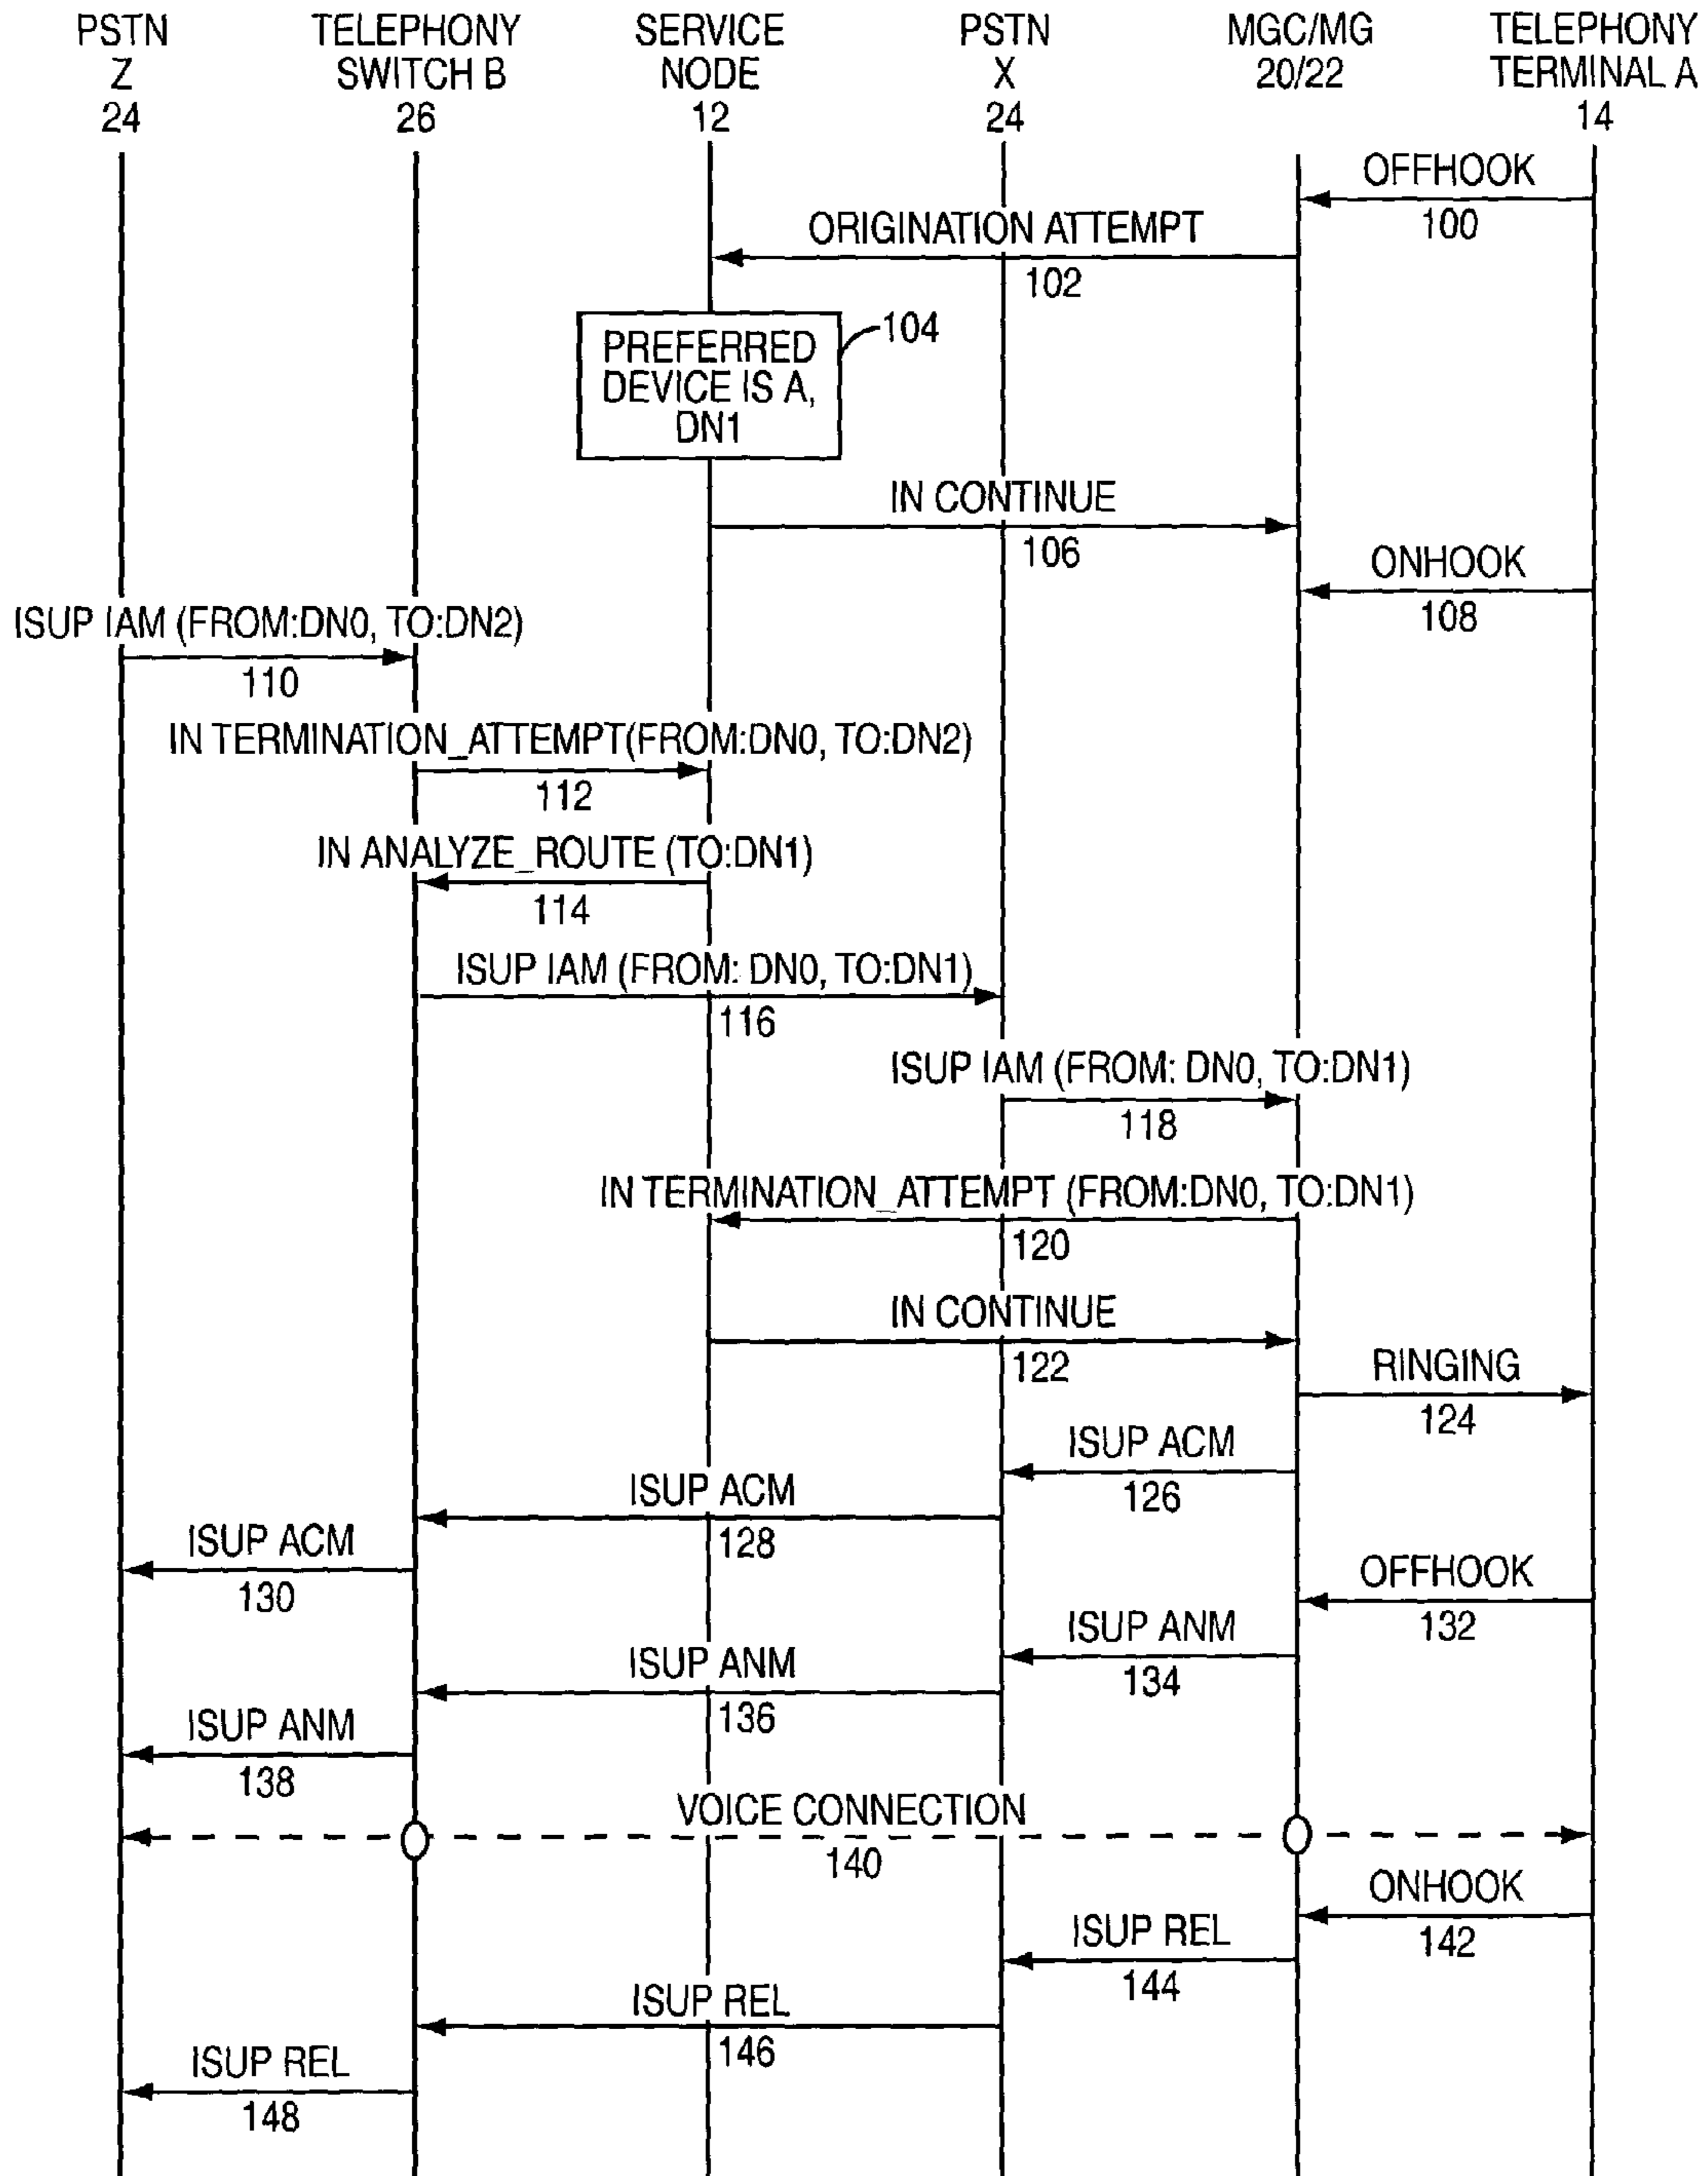 PSTN
Z
24
TELEPHONY
SWITCH B
26
SERVICE
NODE
12
PSTN
X
24
MGC/MG
20/22
TELEPHONY
TERMINAL A
14
OFFHOOK
100
ORIGINATION ATTEMPT
102
PREFERRED
DEVICE IS A,
DN1
104
IN CONTINUE
106
ONHOOK
108
ISUP IAM (FROM:DN0, TO:DN2)
110
IN TERMINATION_ATTEMPT(FROM:DN0, TO:DN2)
112
IN ANALYZE_ROUTE (TO:DN1)
114
ISUP IAM (FROM: DN0, TO:DN1)
116
ISUP IAM (FROM: DN0, TO:DN1)
118
IN TERMINATION_ATTEMPT (FROM:DN0, TO:DN1)
120
IN CONTINUE
122
RINGING
124
ISUP ACM
126
ISUP ACM
128
ISUP ACM
130
OFFHOOK
132
ISUP ANM
134
ISUP ANM
136
ISUP ANM
138
VOICE CONNECTION
140
ONHOOK
142
ISUP REL
144
ISUP REL
146
ISUP REL
148